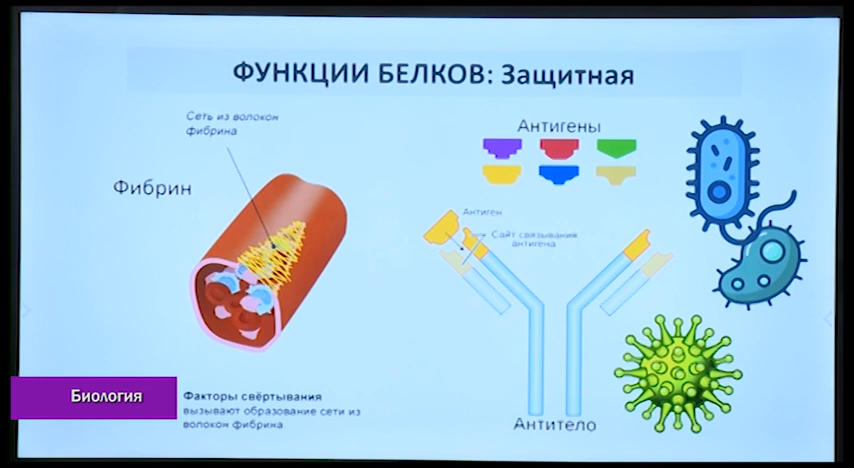 ФУНКЦИИ БЕЛКОВ: Защитная
Сеть из волокон
фибрина
Фибрин
Антигены
Антиген
Сайт связывания
антигена
Биология
Факторы свёртывания
вызывают образование сети из
волокон фибрина
Антитело